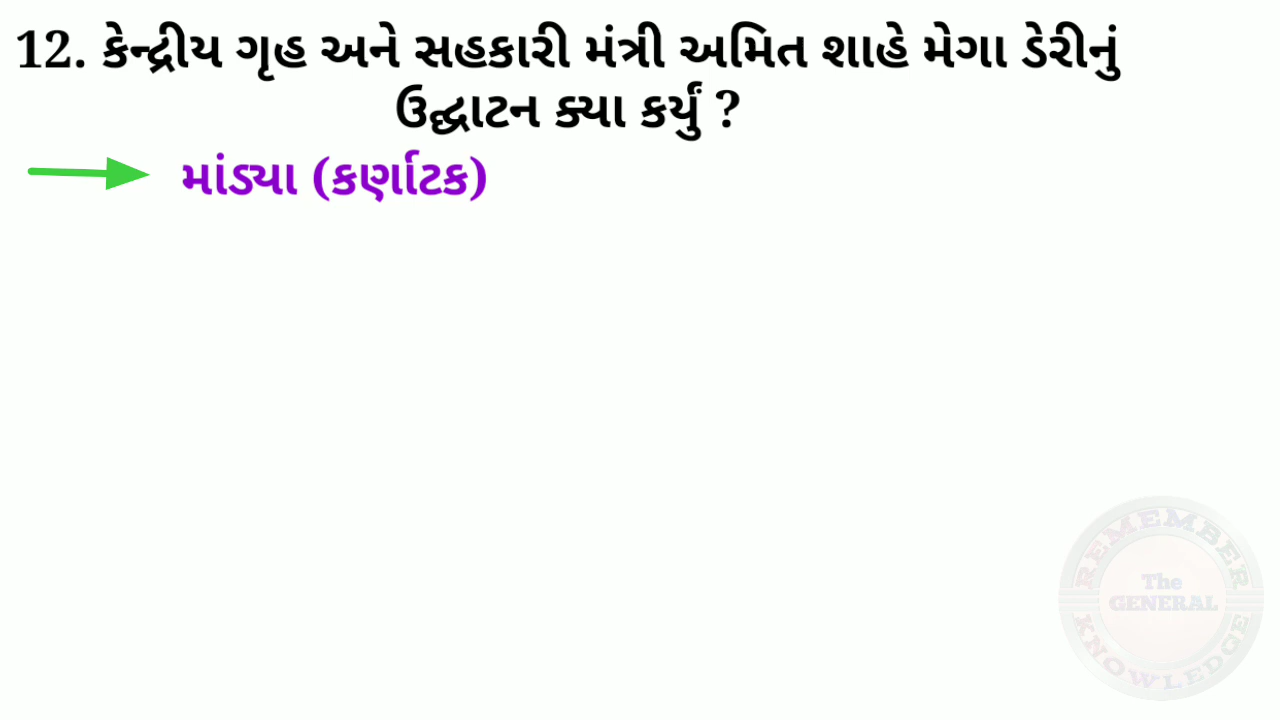 12. કેન્દ્રીય ગૃહ અને સહકારી મંત્રી અમિત શાહે મેગા ડેરીનું
ઉદ્ઘાટન ક્યા કર્યું ?
માંડ્યા (કર્ણાટક)
REMEMBER
The
GENERAL
KNOWLEDGE